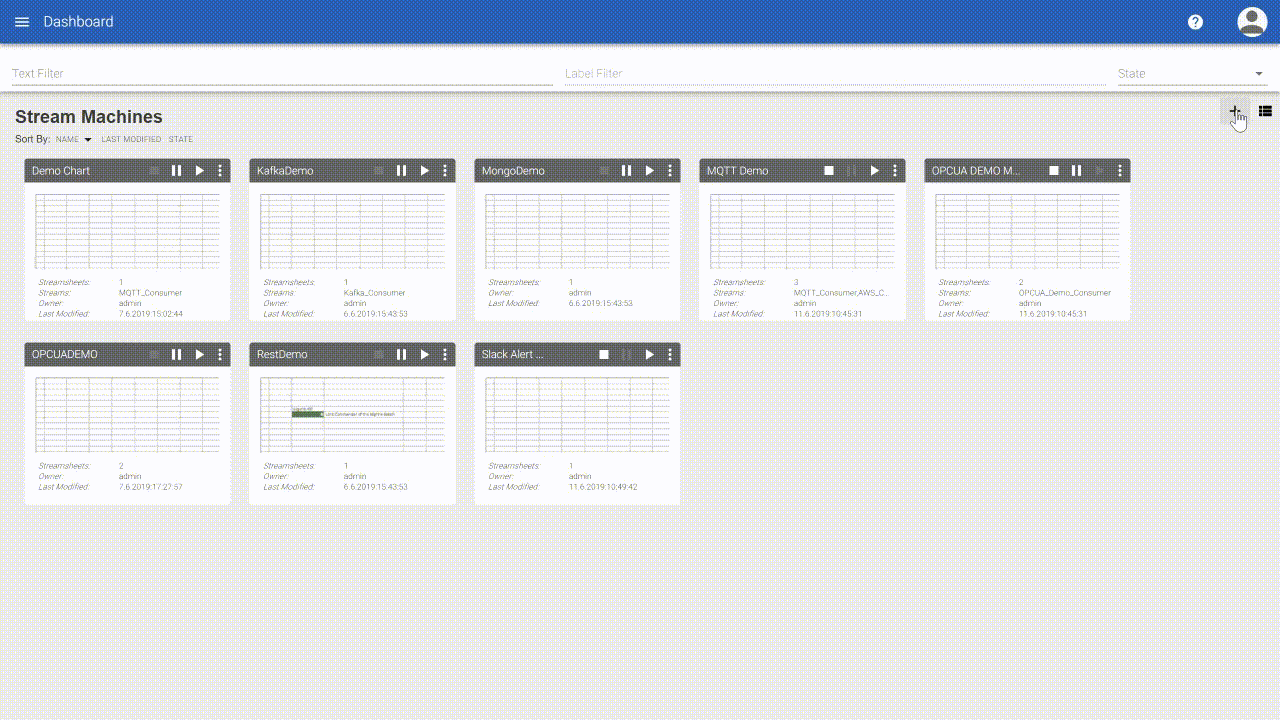 Dashboard
Text Filter Label Filter State
Stream Machines
Sort By: NAME LAST MODIFIED STATE
Demo Chart
Streamsheets: 1
Streams: MQTT_Consumer
Owner: admin
Last Modified: 7.6.2019:15:02:44
KafkaDemo
Streamsheets: 1
Streams: Kafka_Consumer
Owner: admin
Last Modified: 6.6.2019:15:43:53
MongoDemo
Streamsheets: 1
Owner: admin
Last Modified: 6.6.2019:15:43:53
MQTT Demo
Streamsheets: 3
Streams: MQTT_Consumer,AWS_C...
Owner: admin
Last Modified: 11.6.2019:10:45:31
OPCUA DEMO M...
Streamsheets: 2
Streams: OPCUA_Demo_Consumer
Owner: admin
Last Modified: 11.6.2019:10:45:31
OPCUADEMO
Streamsheets: 2
Owner: admin
Last Modified: 7.6.2019:17:27:57
RestDemo
Streamsheets: 1
Owner: admin
Last Modified: 6.6.2019:15:43:53
Slack Alert ...
Streamsheets: 1
Owner: admin
Last Modified: 11.6.2019:10:49:42